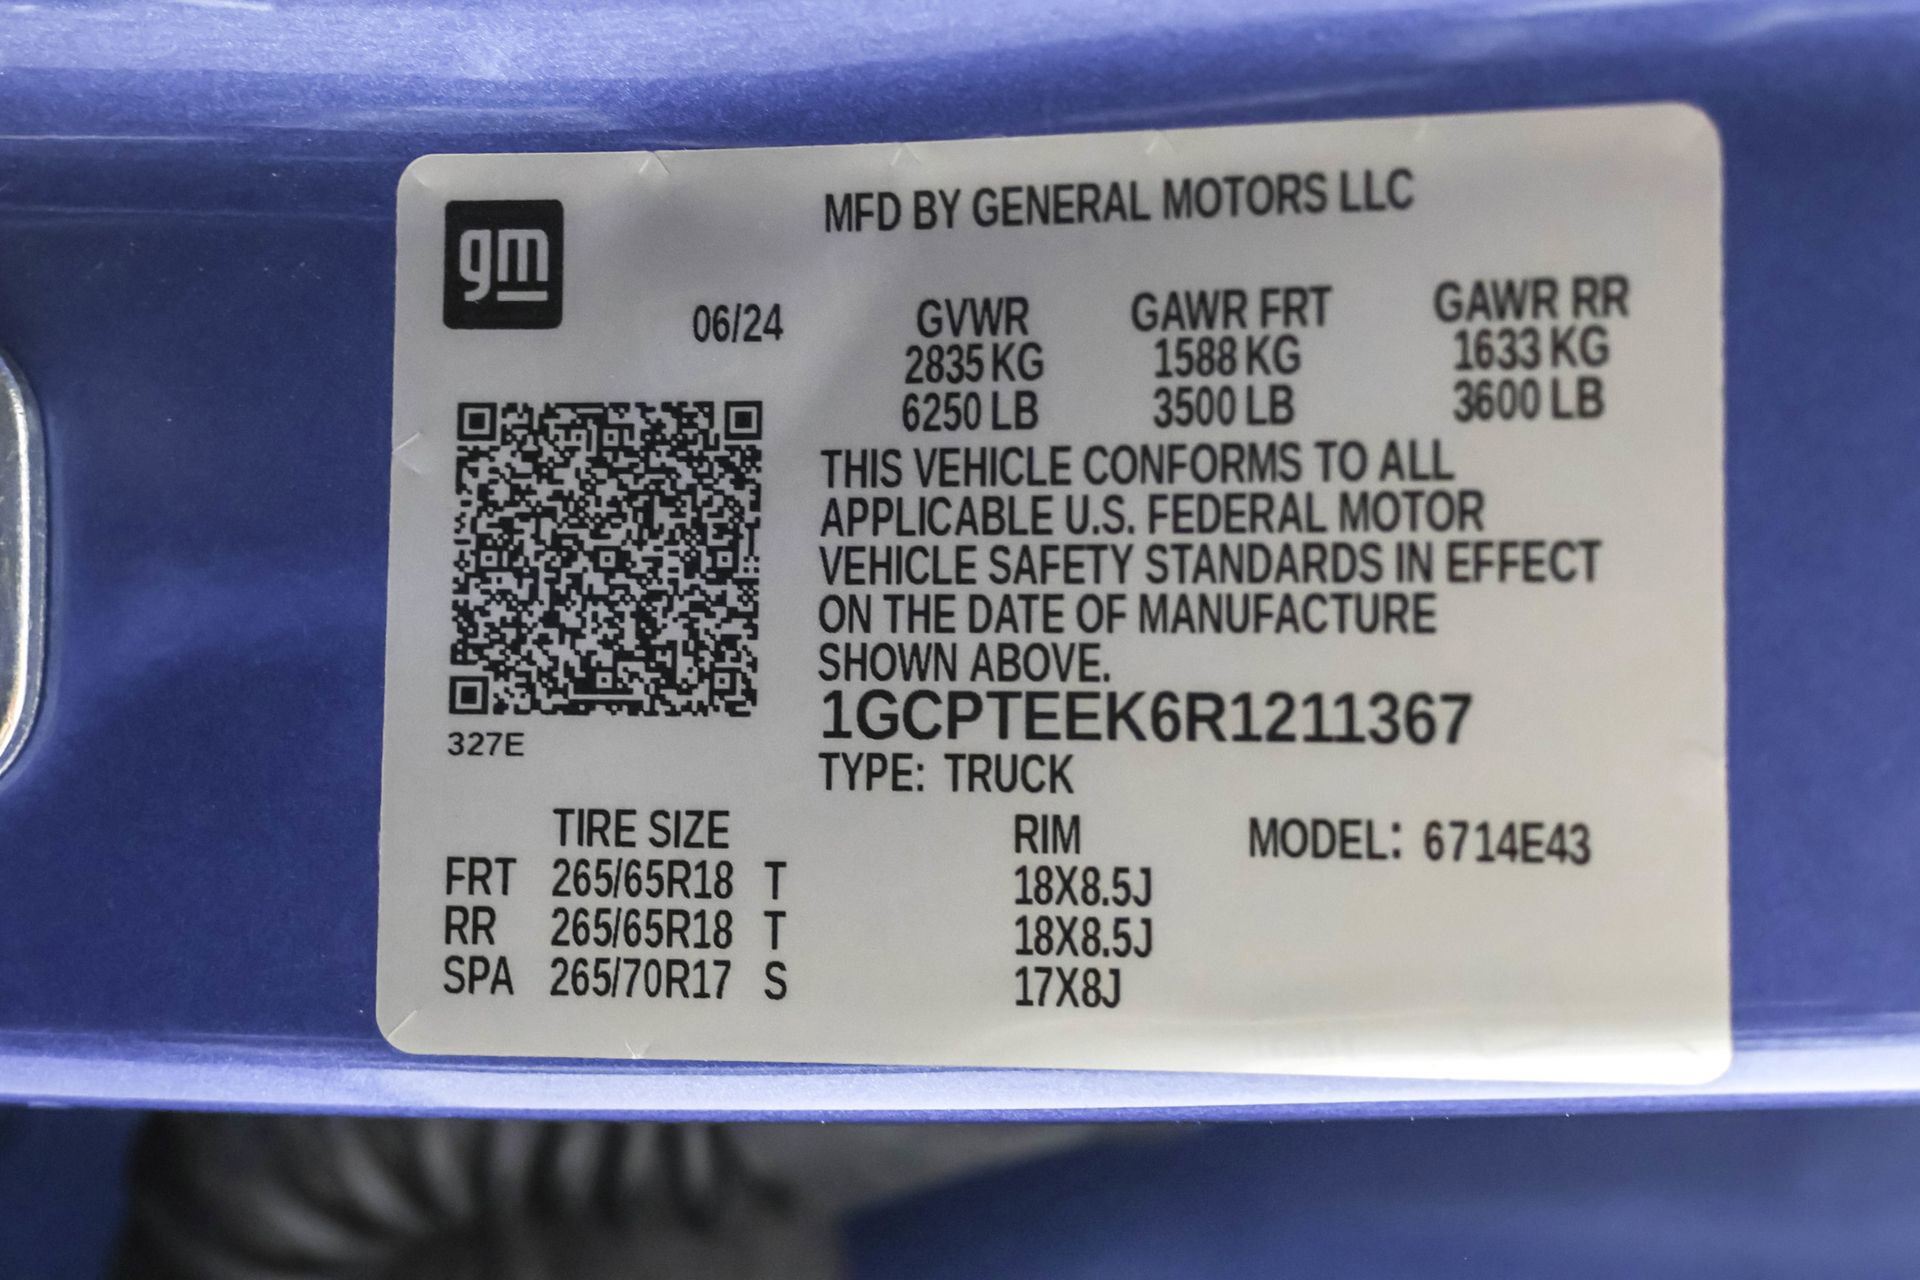 gm
MFD BY GENERAL MOTORS LLC
06/24
GVWR GAWR FRT GAWR RR
2835 KG 1588 KG 1633 KG
6250 LB 3500 LB 3600 LB
THIS VEHICLE CONFORMS TO ALL
APPLICABLE U.S. FEDERAL MOTOR
VEHICLE SAFETY STANDARDS IN EFFECT
ON THE DATE OF MANUFACTURE
SHOWN ABOVE.
1GCPTEEK6R1211367
327E
TYPE: TRUCK
TIRE SIZE RIM MODEL: 6714E43
FRT 265/65R18 T 18X8.5J
RR 265/65R18 T 18X8.5J
SPA 265/70R17 S 17X8J